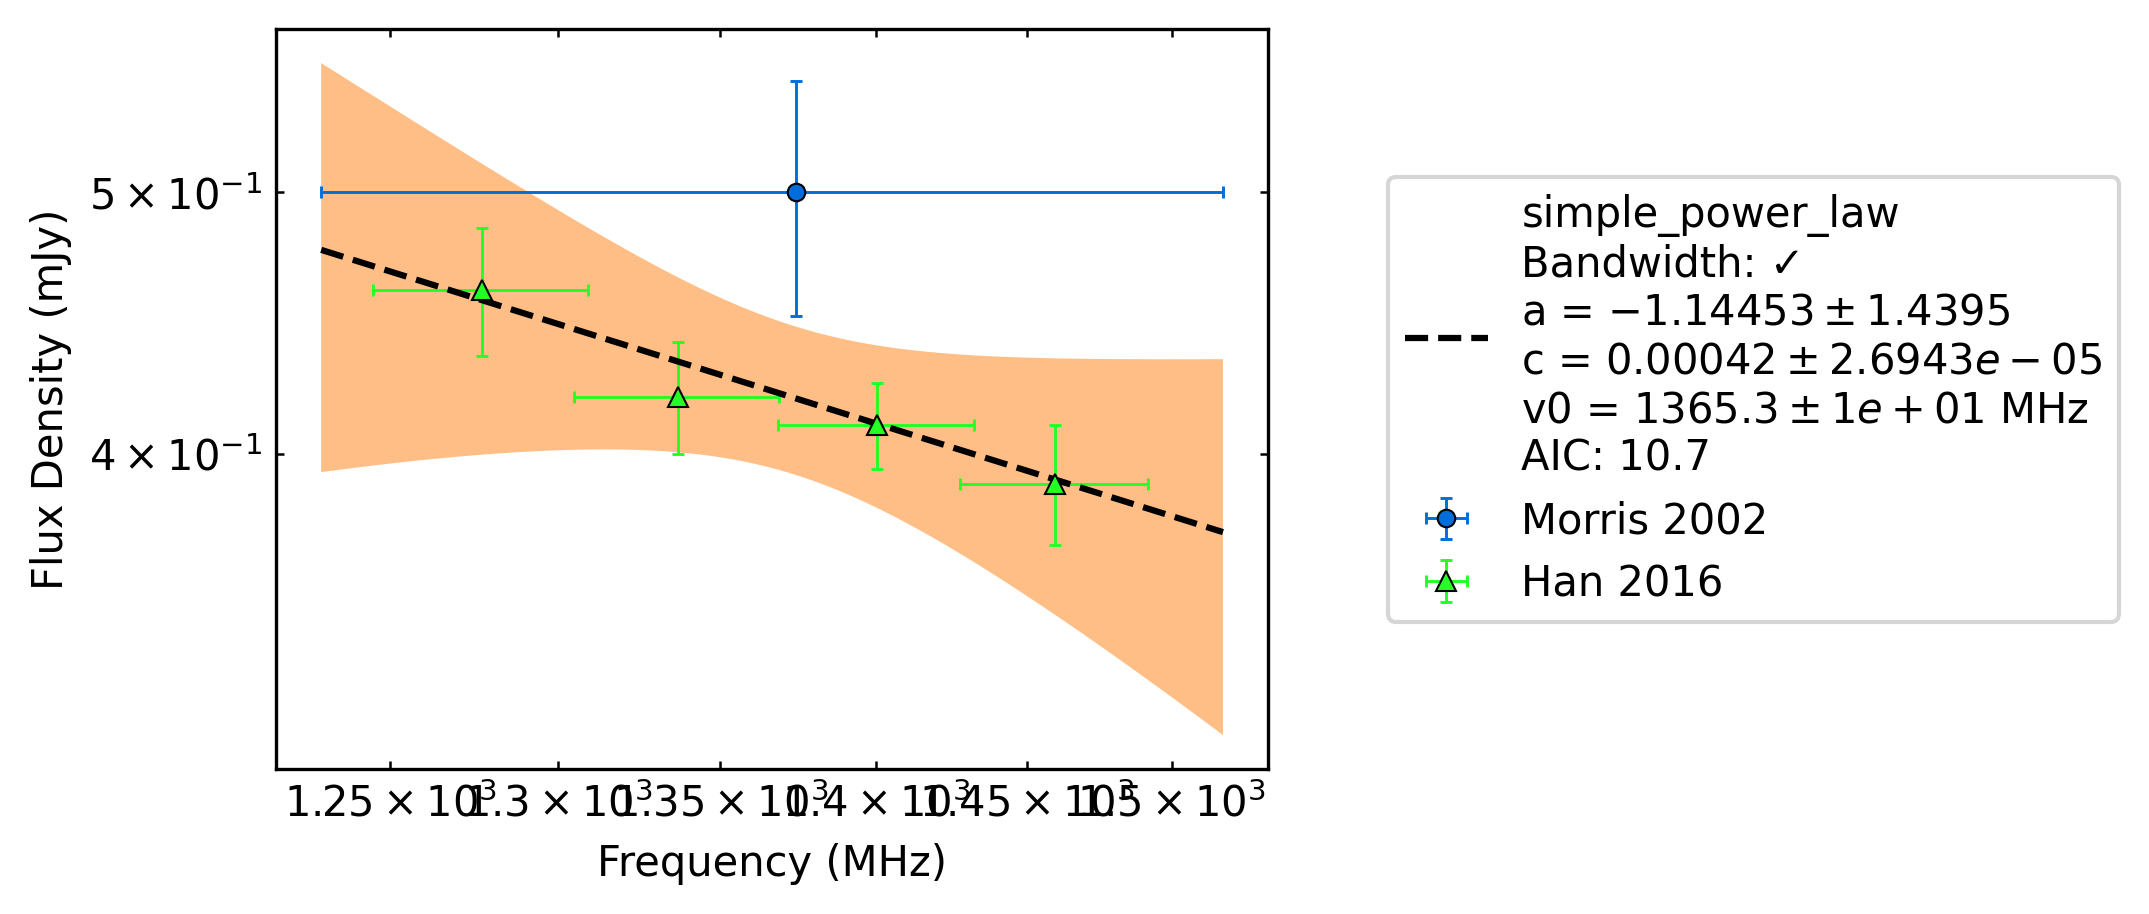 Flux Density (mJy)
5 × 10⁻¹
4 × 10⁻¹
1.25 × 10³ 1.3 × 10³ 1.35 × 10³ 1.4 × 10³ 1.45 × 10³ 1.5 × 10³
Frequency (MHz)
simple_power_law
Bandwidth: ✓
a = −1.14453 ± 1.4395
c = 0.00042 ± 2.6943e − 05
v0 = 1365.3 ± 1e + 01 MHz
AIC: 10.7
Morris 2002
Han 2016